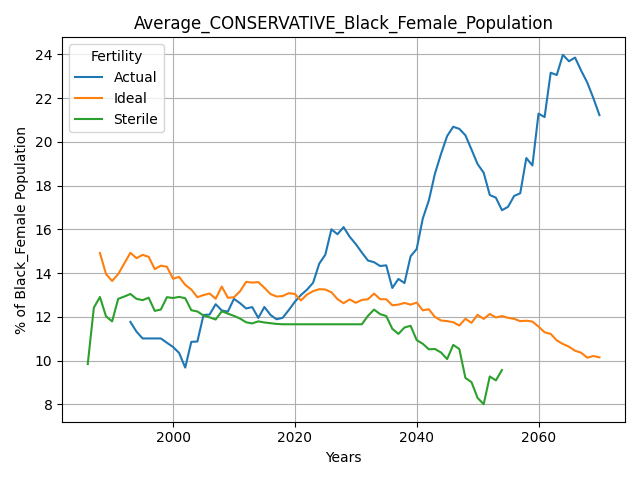 Average_CONSERVATIVE_Black_Female_Population
Fertility
Actual
Ideal
Sterile
% of Black_Female Population
24
22
20
18
16
14
12
10
8
2000 2020 2040 2060
Years